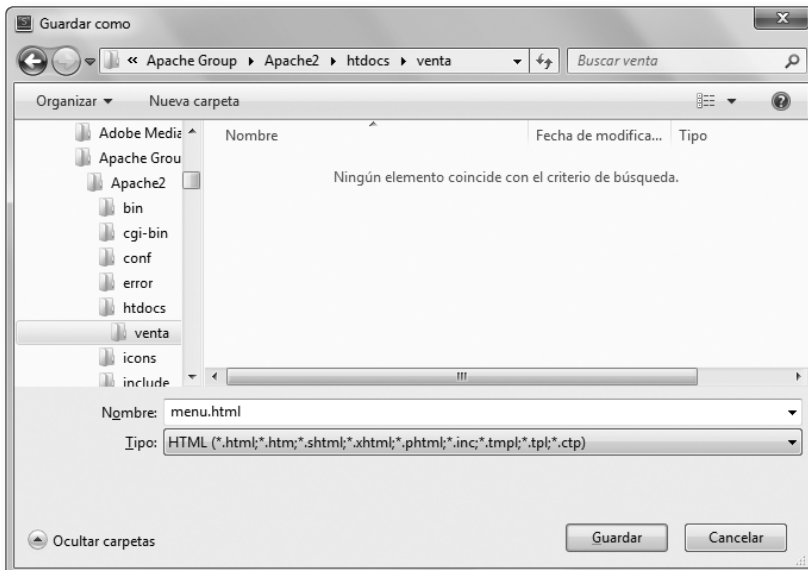 Guardar como
« Apache Group ▸ Apache2 ▸ htdocs ▸ venta
Buscar venta
Organizar ▾ Nueva carpeta
Nombre Fecha de modifica... Tipo
Ningún elemento coincide con el criterio de búsqueda.
Adobe Media
Apache Grou
Apache2
bin
cgi-bin
conf
error
htdocs
venta
icons
include
Nombre: menu.html
Tipo: HTML (*.html;*.htm;*.shtml;*.xhtml;*.phtml;*.inc;*.tmpl;*.tpl;*.ctp)
Ocultar carpetas Guardar Cancelar